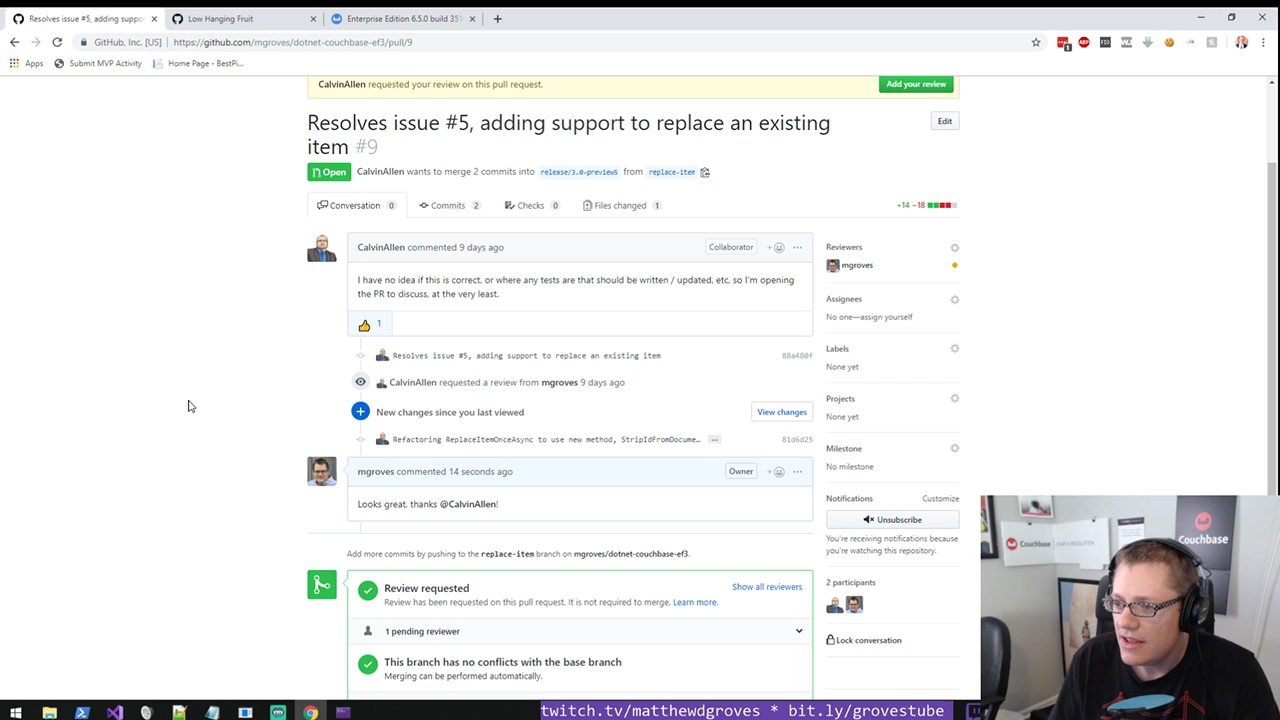 Resolves issue #5, adding suppo
Low Hanging Fruit
Enterprise Edition 6.5.0 build 35
GitHub, Inc. [US]
https://github.com/mgroves/dotnet-couchbase-ef3/pull/9
Apps
Submit MVP Activity
Home Page - BestPi...
CalvinAllen requested your review on this pull request.
Add your review
Resolves issue #5, adding support to replace an existing
item #9
Edit
Open
CalvinAllen wants to merge 2 commits into release/3.0-preview5 from replace-item
Conversation 0
Commits 2
Checks 0
Files changed 1
+14 −18
CalvinAllen commented 9 days ago
Collaborator
I have no idea if this is correct, or where any tests are that should be written / updated, etc, so I'm opening
the PR to discuss, at the very least.
1
Resolves issue #5, adding support to replace an existing item
88a480f
CalvinAllen requested a review from mgroves 9 days ago
New changes since you last viewed
View changes
Refactoring ReplaceItemOnceAsync to use new method, StripIdFromDocume…
81d6d25
mgroves commented 14 seconds ago
Owner
Looks great, thanks @CalvinAllen!
Add more commits by pushing to the replace-item branch on mgroves/dotnet-couchbase-ef3.
Review requested
Show all reviewers
Review has been requested on this pull request. It is not required to merge. Learn more.
1 pending reviewer
This branch has no conflicts with the base branch
Merging can be performed automatically.
Reviewers
mgroves
Assignees
No one—assign yourself
Labels
None yet
Projects
None yet
Milestone
No milestone
Notifications
Customize
Unsubscribe
You're receiving notifications because
you're watching this repository.
2 participants
Lock conversation
Couchbase
Couchbase
twitch.tv/matthewdgroves * bit.ly/grovestube